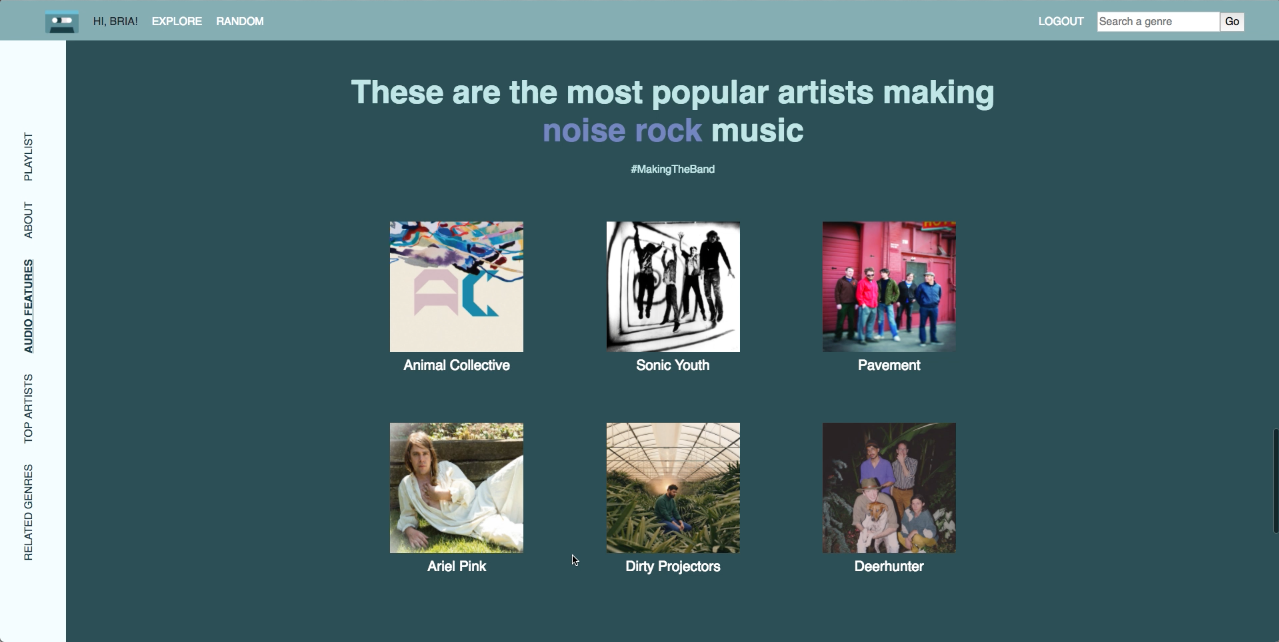 HI, BRIA! EXPLORE RANDOM LOGOUT Search a genre Go
PLAYLIST
ABOUT
AUDIO FEATURES
TOP ARTISTS
RELATED GENRES
These are the most popular artists making
noise rock music
#MakingTheBand
AC
Animal Collective Sonic Youth Pavement
Ariel Pink Dirty Projectors Deerhunter